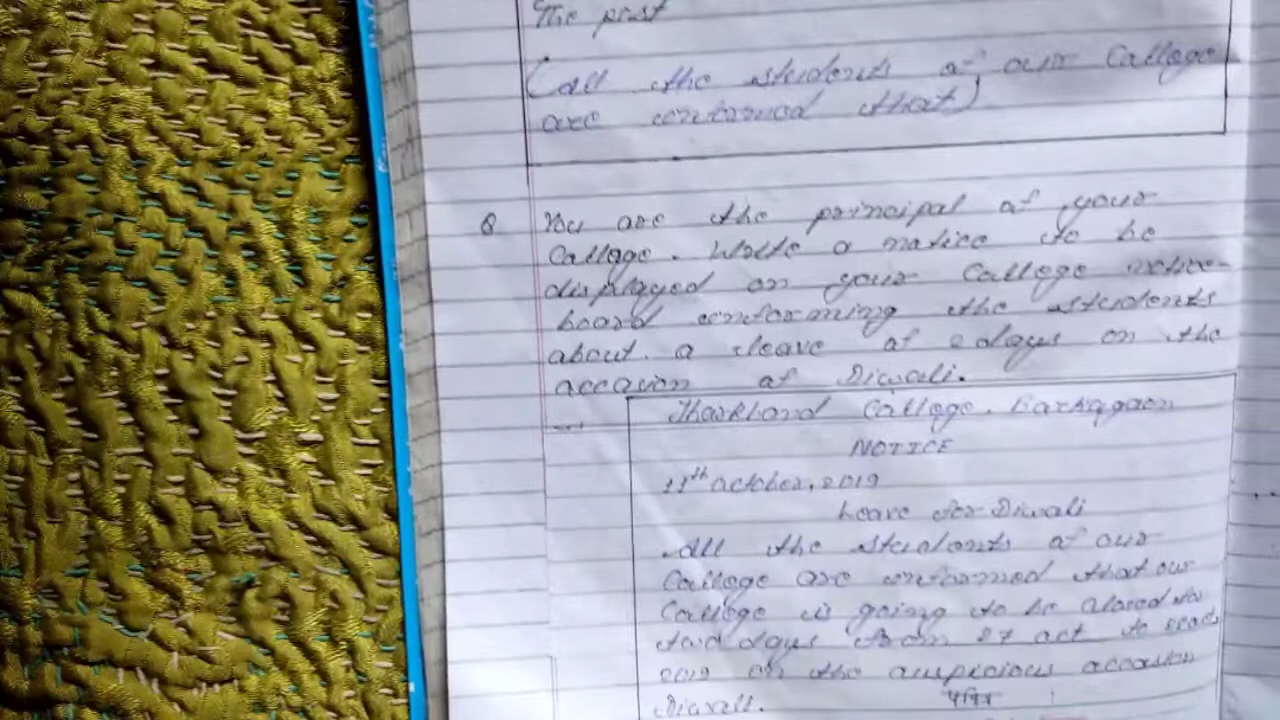 The post
(All the students of our College
are informed that)
Q You are the principal of your
College. Write a notice to be
displayed on your College notice
board informing the students
about a leave of 2 days on the
occasion of Diwali.
Jharkhand College,
NOTICE
11th october, 2019
Leave for Diwali
All the students of our
College are informed that our
College is going to be closed for
two days from 27 oct to
2019 on the auspicious occasion
Diwali. पवित्र